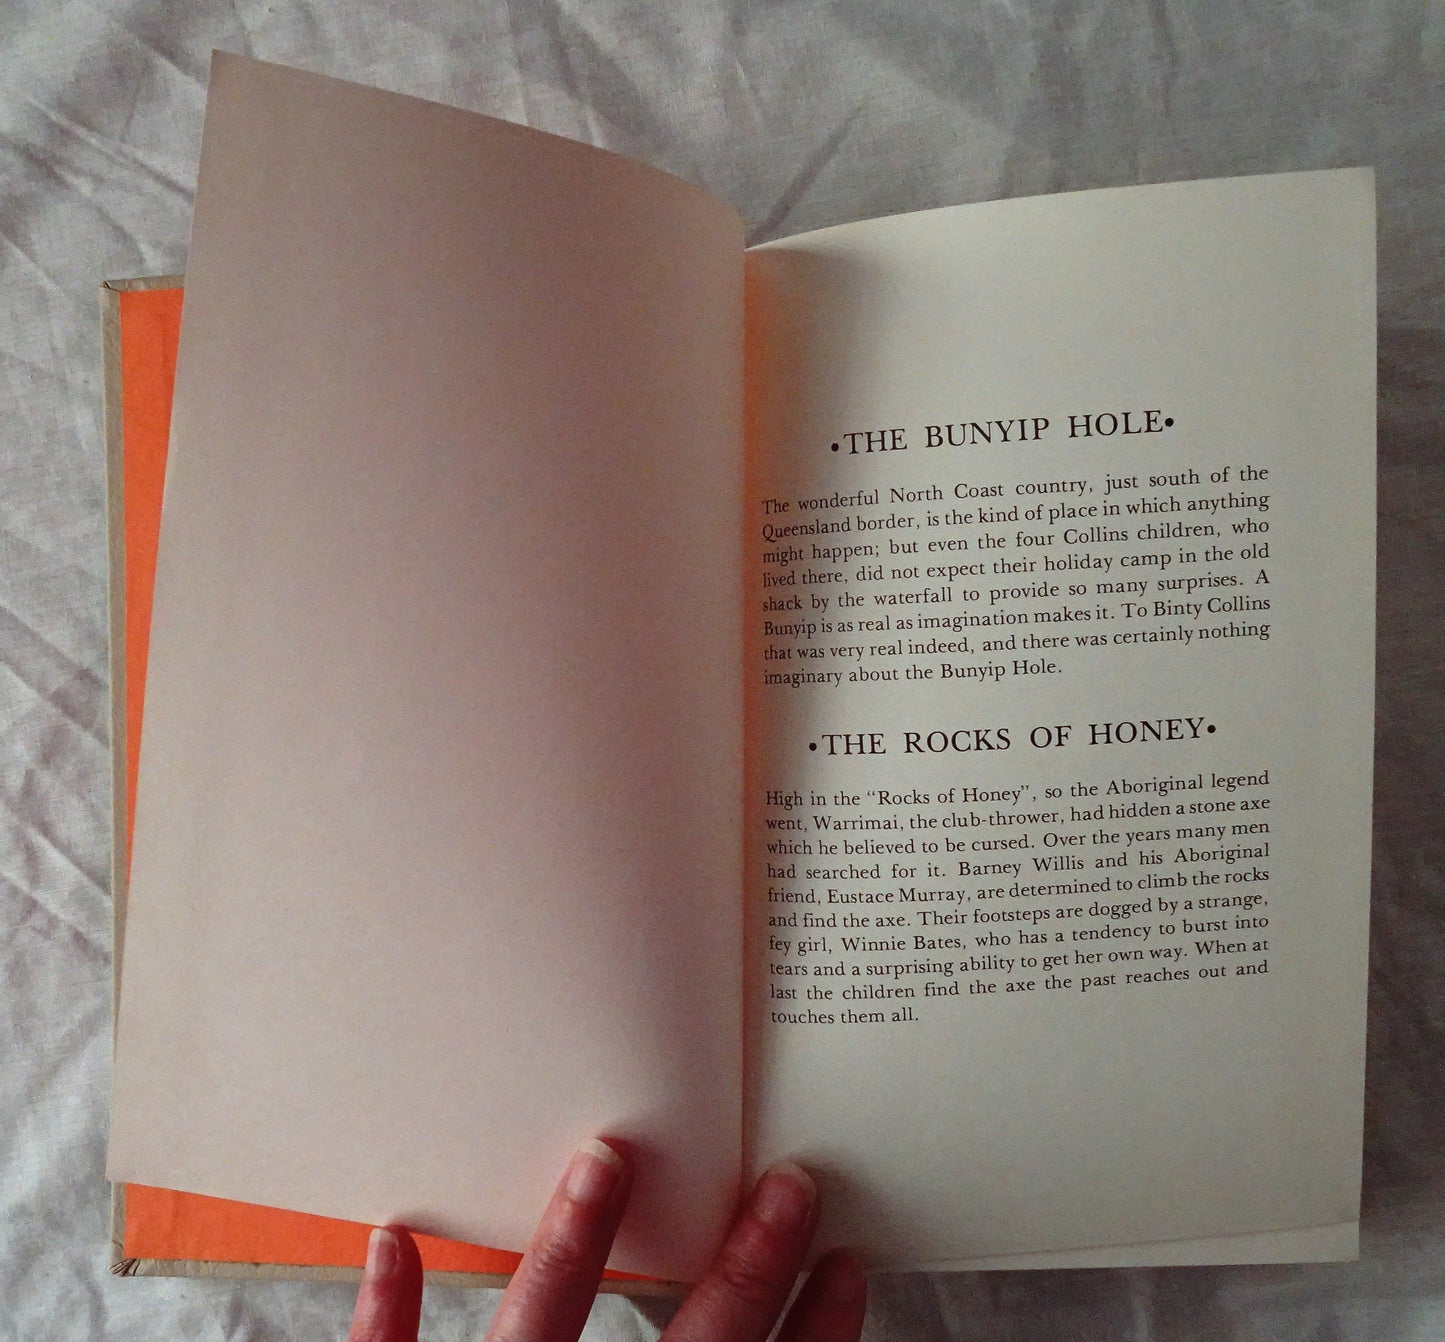 •THE BUNYIP HOLE•
The wonderful North Coast country, just south of the
Queensland border, is the kind of place in which anything
might happen; but even the four Collins children, who
lived there, did not expect their holiday camp in the old
shack by the waterfall to provide so many surprises. A
Bunyip is as real as imagination makes it. To Binty Collins
that was very real indeed, and there was certainly nothing
imaginary about the Bunyip Hole.
•THE ROCKS OF HONEY•
High in the “Rocks of Honey”, so the Aboriginal legend
went, Warrimai, the club-thrower, had hidden a stone axe
which he believed to be cursed. Over the years many men
had searched for it. Barney Willis and his Aboriginal
friend, Eustace Murray, are determined to climb the rocks
and find the axe. Their footsteps are dogged by a strange,
fey girl, Winnie Bates, who has a tendency to burst into
tears and a surprising ability to get her own way. When at
last the children find the axe the past reaches out and
touches them all.